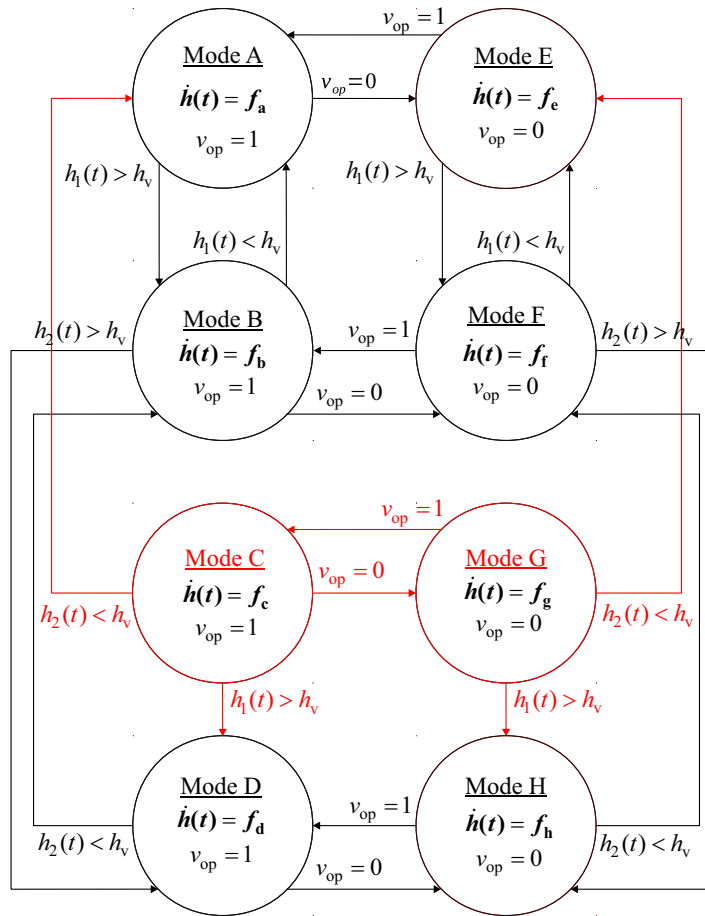 v_op = 1
Mode A
ḣ(t) = f_a
v_op = 1
v_op = 0
Mode E
ḣ(t) = f_e
v_op = 0
h_1(t) > h_v
h_1(t) > h_v
h_1(t) < h_v
h_1(t) < h_v
h_2(t) > h_v
Mode B
ḣ(t) = f_b
v_op = 1
v_op = 1
v_op = 0
Mode F
ḣ(t) = f_f
v_op = 0
h_2(t) > h_v
v_op = 1
Mode C
ḣ(t) = f_c
v_op = 1
v_op = 0
Mode G
ḣ(t) = f_g
v_op = 0
h_2(t) < h_v
h_2(t) < h_v
h_1(t) > h_v
h_1(t) > h_v
Mode D
ḣ(t) = f_d
v_op = 1
v_op = 1
v_op = 0
Mode H
ḣ(t) = f_h
v_op = 0
h_2(t) < h_v
h_2(t) < h_v